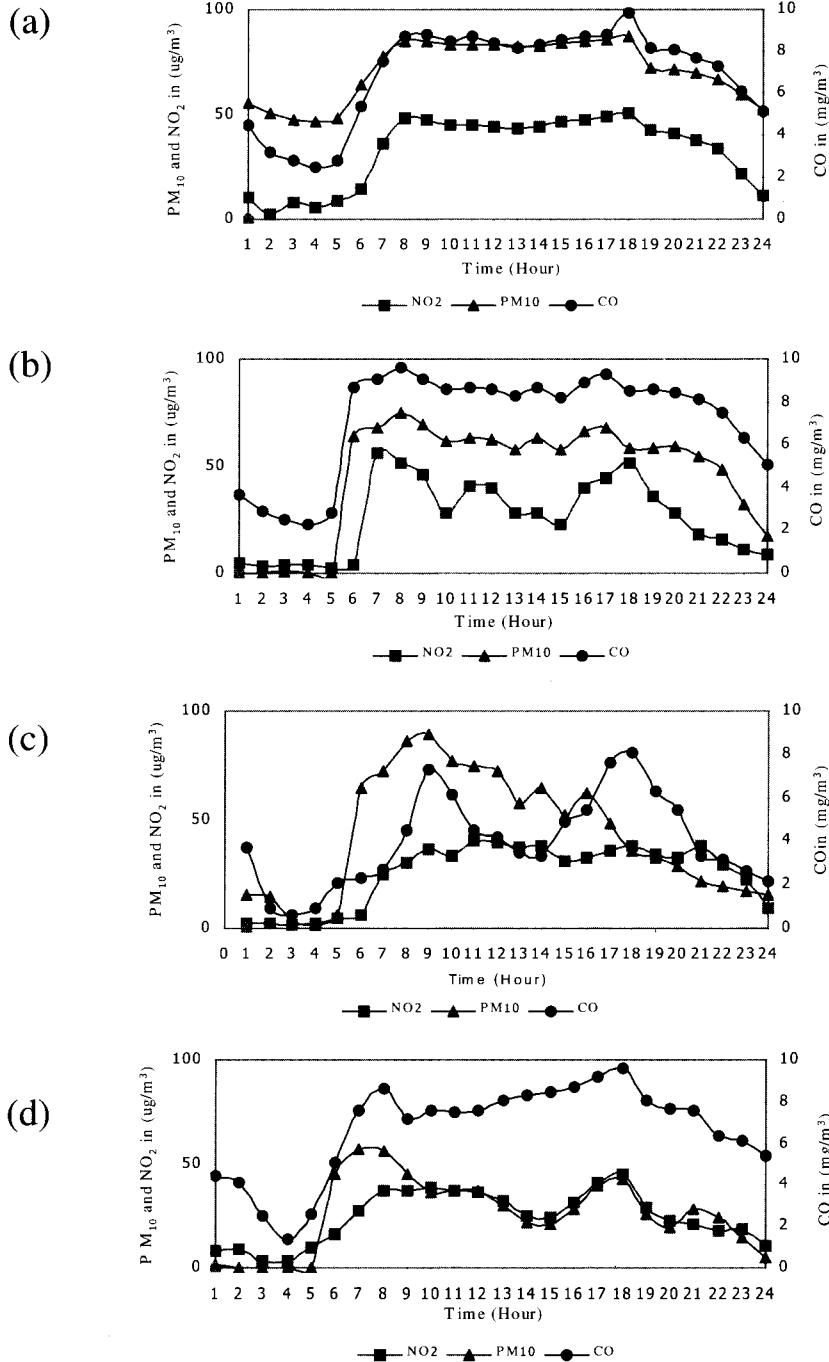 (a)
PM10 and NO2 in (ug/m3)
100
50
0
10
8
6
4
2
0
CO in (mg/m3)
1 2 3 4 5 6 7 8 9 10 11 12 13 14 15 16 17 18 19 20 21 22 23 24
Time (Hour)
NO2 PM10 CO
(b)
PM10 and NO2 in (ug/m3)
100
50
0
10
8
6
4
2
0
CO in (mg/m3)
1 2 3 4 5 6 7 8 9 10 11 12 13 14 15 16 17 18 19 20 21 22 23 24
Time (Hour)
NO2 PM10 CO
(c)
PM10 and NO2 in (ug/m3)
100
50
0
10
8
6
4
2
0
COin (mg/m3)
0 1 2 3 4 5 6 7 8 9 10 11 12 13 14 15 16 17 18 19 20 21 22 23 24
Time (Hour)
NO2 PM10 CO
(d)
PM10 and NO2 in (ug/m3)
100
50
0
10
8
6
4
2
0
CO in (mg/m3)
1 2 3 4 5 6 7 8 9 10 11 12 13 14 15 16 17 18 19 20 21 22 23 24
Time (Hour)
NO2 PM10 CO